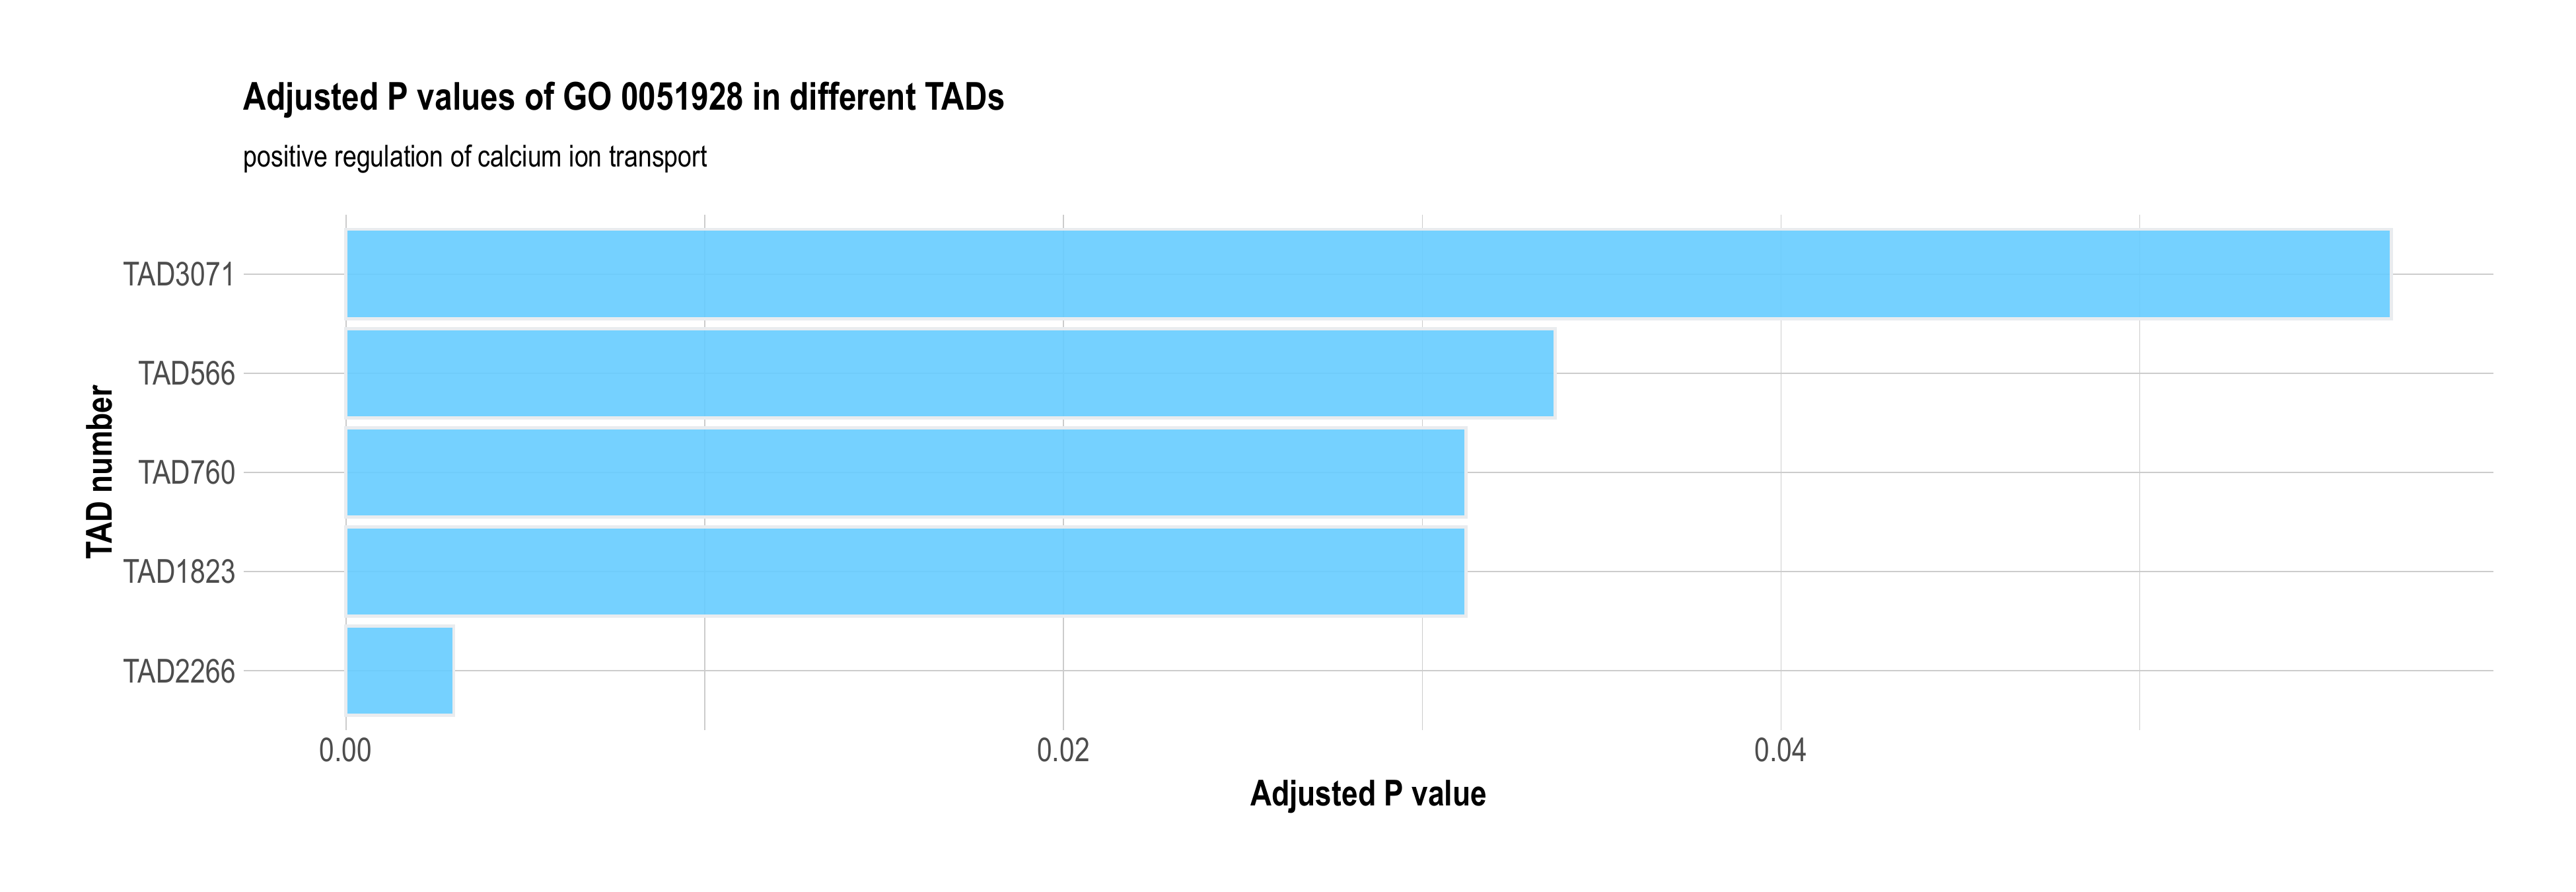 Adjusted P values of GO 0051928 in different TADs
positive regulation of calcium ion transport
TAD number
TAD3071
TAD566
TAD760
TAD1823
TAD2266
0.00 0.02 0.04
Adjusted P value